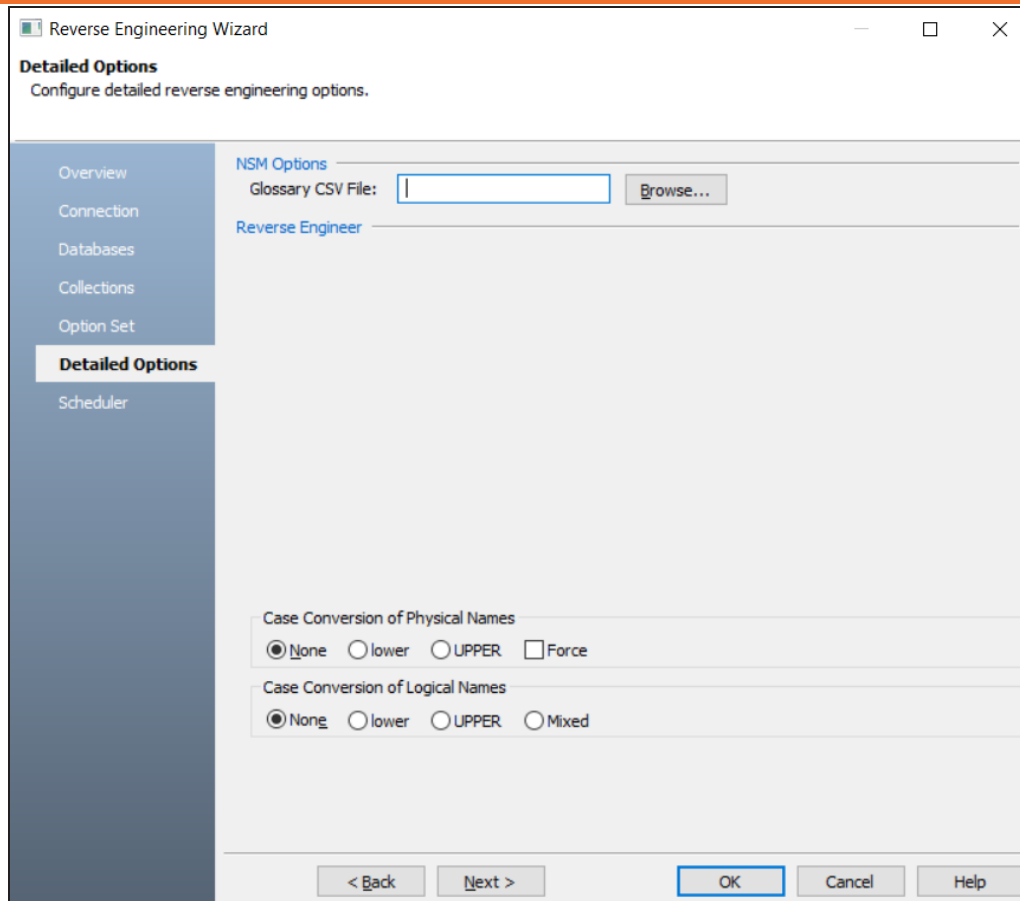 Reverse Engineering Wizard
Detailed Options
Configure detailed reverse engineering options.
Overview
Connection
Databases
Collections
Option Set
Detailed Options
Scheduler
NSM Options
Glossary CSV File: Browse...
Reverse Engineer
Case Conversion of Physical Names
None lower UPPER Force
Case Conversion of Logical Names
None lower UPPER Mixed
< Back Next > OK Cancel Help